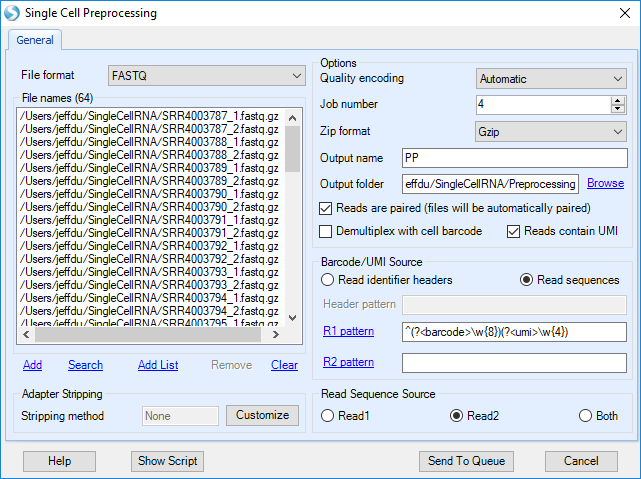 Single Cell Preprocessing
General
File format FASTQ
File names (64)
/Users/jeffdu/SingleCellRNA/SRR4003787_1.fastq.gz
/Users/jeffdu/SingleCellRNA/SRR4003787_2.fastq.gz
/Users/jeffdu/SingleCellRNA/SRR4003788_1.fastq.gz
/Users/jeffdu/SingleCellRNA/SRR4003788_2.fastq.gz
/Users/jeffdu/SingleCellRNA/SRR4003789_1.fastq.gz
/Users/jeffdu/SingleCellRNA/SRR4003789_2.fastq.gz
/Users/jeffdu/SingleCellRNA/SRR4003790_1.fastq.gz
/Users/jeffdu/SingleCellRNA/SRR4003790_2.fastq.gz
/Users/jeffdu/SingleCellRNA/SRR4003791_1.fastq.gz
/Users/jeffdu/SingleCellRNA/SRR4003791_2.fastq.gz
/Users/jeffdu/SingleCellRNA/SRR4003792_1.fastq.gz
/Users/jeffdu/SingleCellRNA/SRR4003792_2.fastq.gz
/Users/jeffdu/SingleCellRNA/SRR4003793_1.fastq.gz
/Users/jeffdu/SingleCellRNA/SRR4003793_2.fastq.gz
/Users/jeffdu/SingleCellRNA/SRR4003794_1.fastq.gz
/Users/jeffdu/SingleCellRNA/SRR4003794_2.fastq.gz
/Users/jeffdu/SingleCellRNA/SRR4003795_1.fastq.gz
Add Search Add List Remove Clear
Adapter Stripping
Stripping method None Customize
Options
Quality encoding Automatic
Job number 4
Zip format Gzip
Output name PP
Output folder effdu/SingleCellRNA/Preprocessing Browse
Reads are paired (files will be automatically paired)
Demultiplex with cell barcode Reads contain UMI
Barcode/UMI Source
Read identifier headers Read sequences
Header pattern
R1 pattern ^(?<barcode>\w{8})(?<umi>\w{4})
R2 pattern
Read Sequence Source
Read1 Read2 Both
Help Show Script Send To Queue Cancel